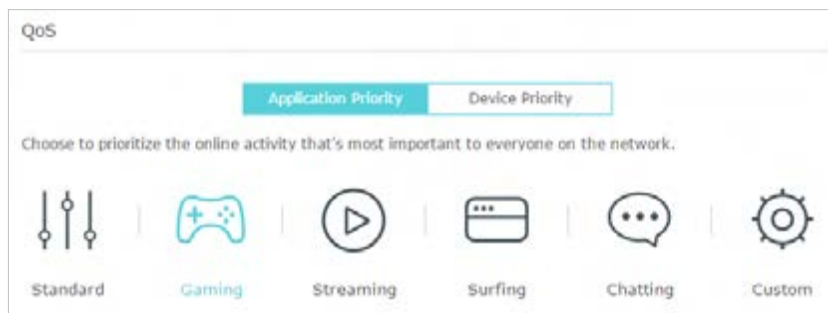 QoS
Application Priority Device Priority
Choose to prioritize the online activity that's most important to everyone on the network.
Standard Gaming Streaming Surfing Chatting Custom